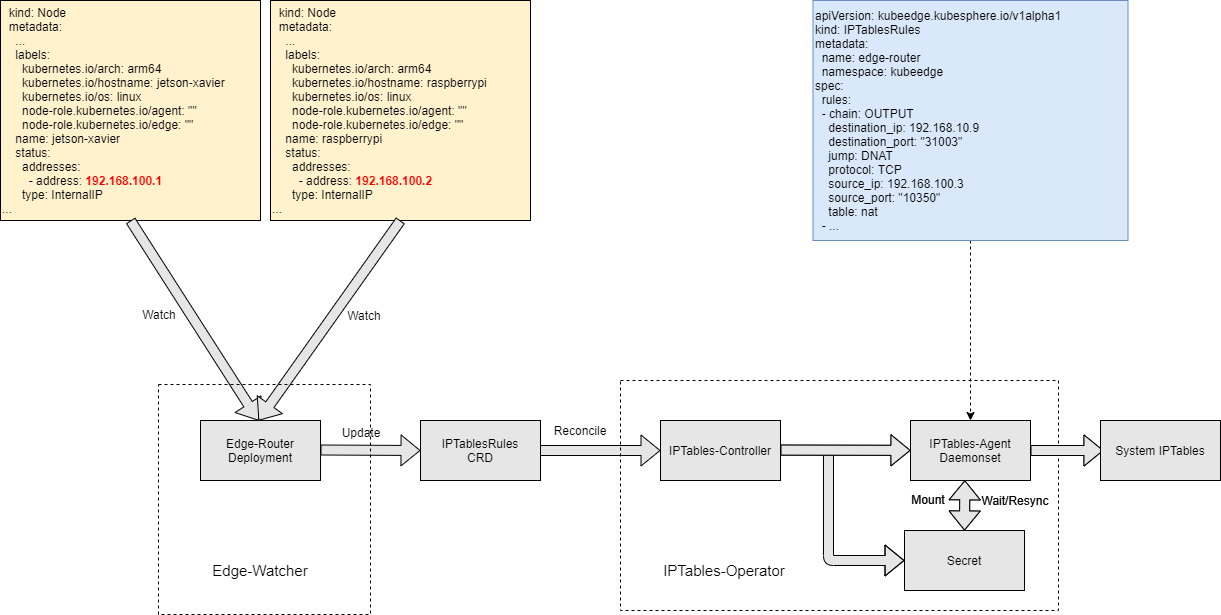 kind: Node
metadata:
...
labels:
kubernetes.io/arch: arm64
kubernetes.io/hostname: jetson-xavier
kubernetes.io/os: linux
node-role.kubernetes.io/agent: ""
node-role.kubernetes.io/edge: ""
name: jetson-xavier
status:
addresses:
- address: 192.168.100.1
type: InternalIP
...
kind: Node
metadata:
...
labels:
kubernetes.io/arch: arm64
kubernetes.io/hostname: raspberrypi
kubernetes.io/os: linux
node-role.kubernetes.io/agent: ""
node-role.kubernetes.io/edge: ""
name: raspberrypi
status:
addresses:
- address: 192.168.100.2
type: InternalIP
...
apiVersion: kubeedge.kubesphere.io/v1alpha1
kind: IPTablesRules
metadata:
name: edge-router
namespace: kubeedge
spec:
rules:
- chain: OUTPUT
destination_ip: 192.168.10.9
destination_port: "31003"
jump: DNAT
protocol: TCP
source_ip: 192.168.100.3
source_port: "10350"
table: nat
- ...
Watch
Watch
Edge-Router
Deployment
Update
IPTablesRules
CRD
Reconcile
IPTables-Controller
IPTables-Agent
Daemonset
System IPTables
Mount
Wait/Resync
Secret
Edge-Watcher
IPTables-Operator